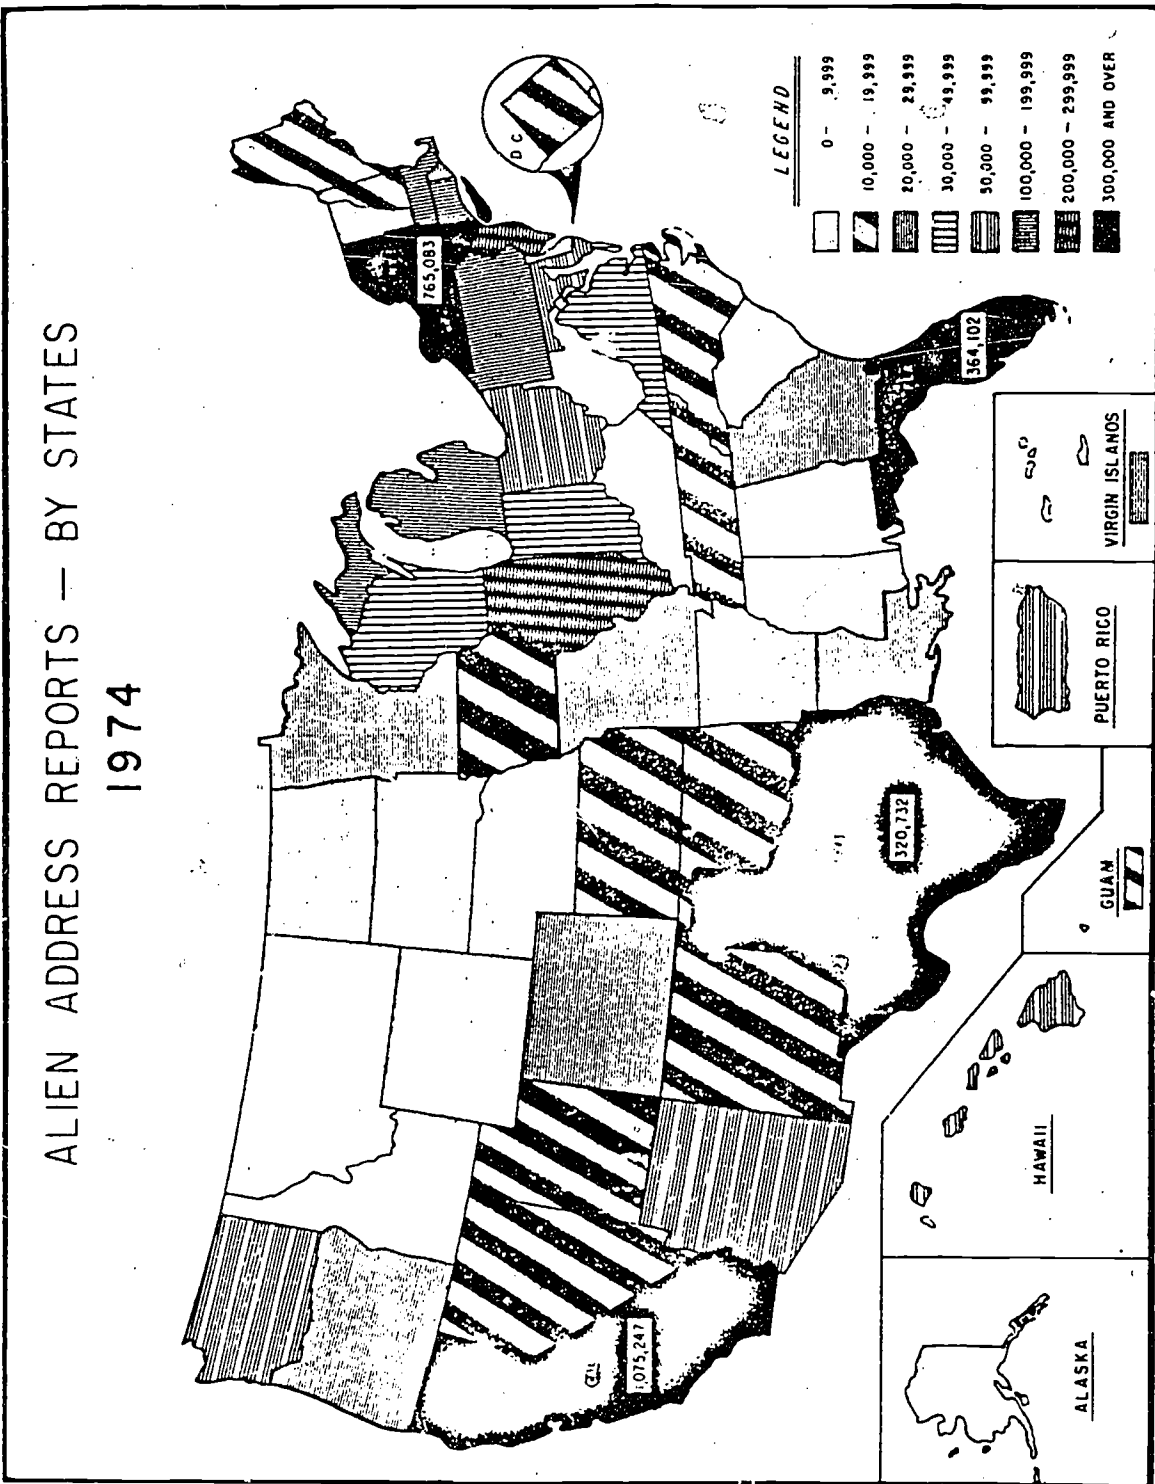 ALIEN ADDRESS REPORTS — BY STATES
1974
765,083
D C
364,102
320,732
1,075,247
LEGEND
0 - 9,999
10,000 - 19,999
20,000 - 29,999
30,000 - 49,999
50,000 - 99,999
100,000 - 199,999
200,000 - 299,999
300,000 AND OVER
ALASKA
HAWAII
GUAM
PUERTO RICO
VIRGIN ISLANDS